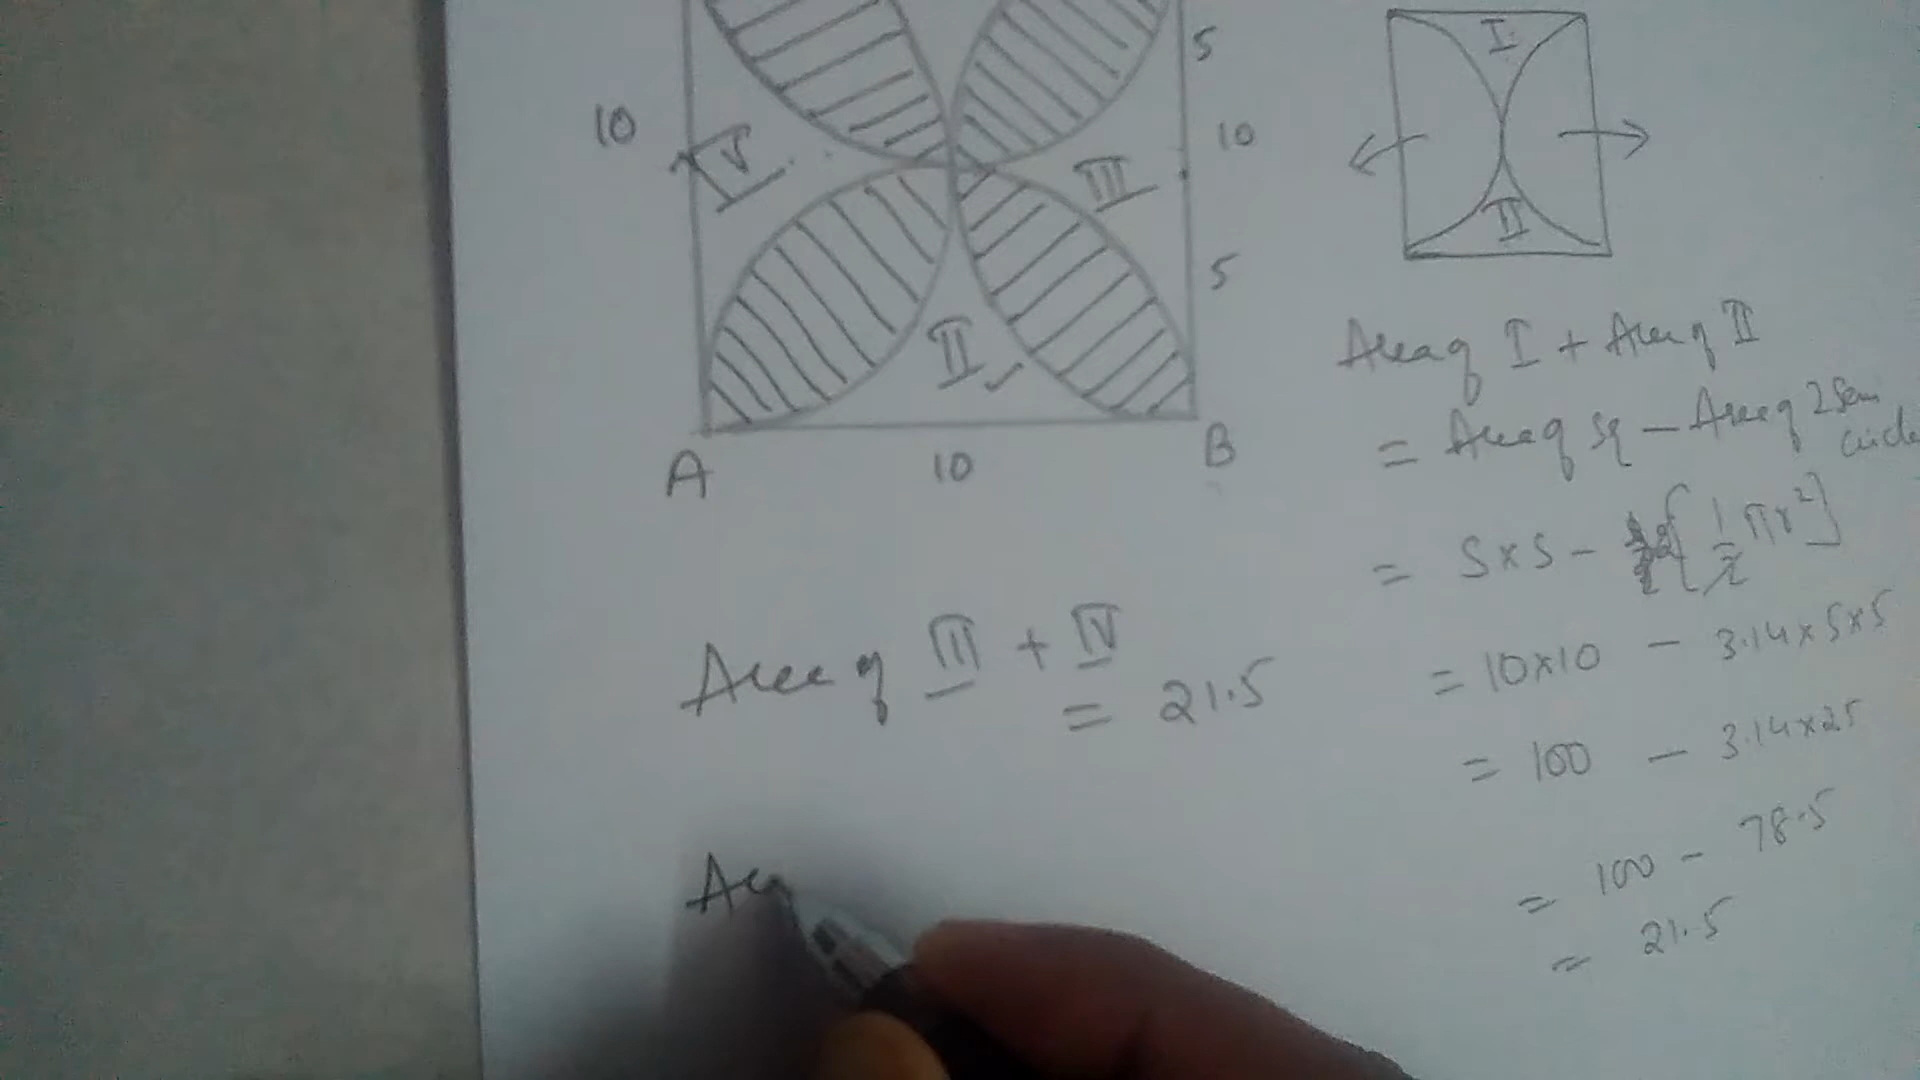 5
10
10
IV
III
5
II ✓
A
10
B
I
II
Area of I + Area of II
= Area of sq - Area of 2 Semi
circle
= S×S - 2[1/2 πr²]
= 10×10 - 3.14×5×5
= 100 - 3.14×25
= 100 - 78.5
= 21.5
Area of III + IV
= 21.5